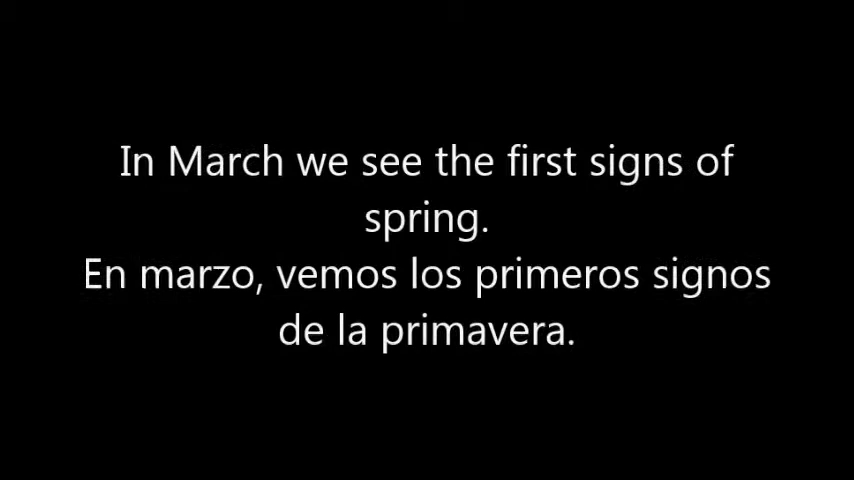 In March we see the first signs of
spring.
En marzo, vemos los primeros signos
de la primavera.